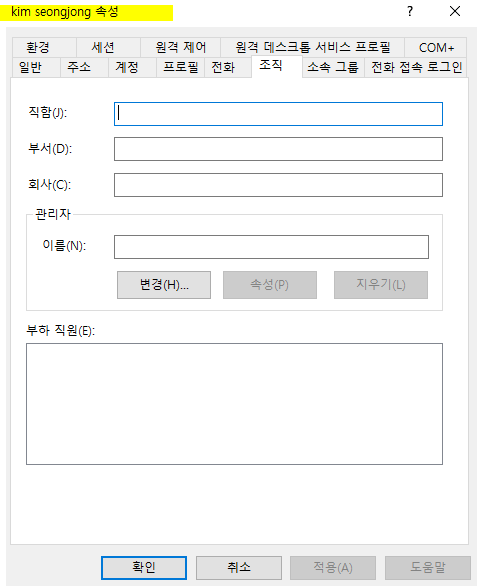 kim seongjong 속성
? ×
환경 세션 원격 제어 원격 데스크톱 서비스 프로필 COM+
일반 주소 계정 프로필 전화 조직 소속 그룹 전화 접속 로그인
직함(J):
부서(D):
회사(C):
관리자
이름(N):
변경(H)... 속성(P) 지우기(L)
부하 직원(E):
확인 취소 적용(A) 도움말